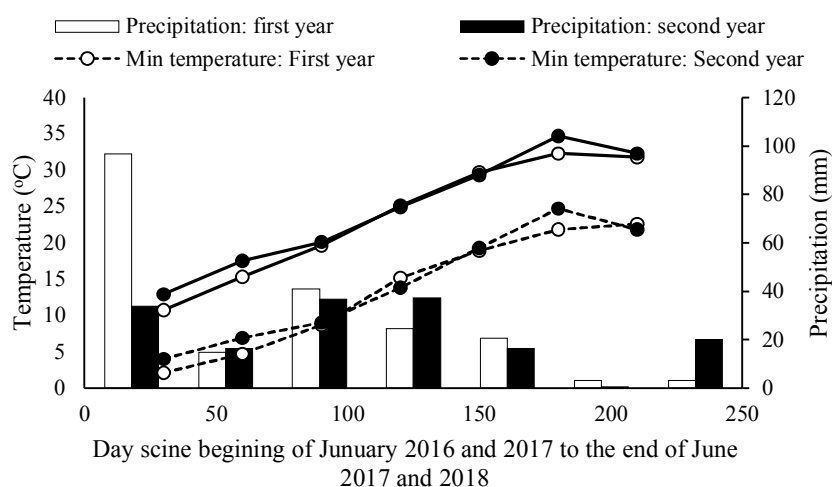 Precipitation: first year
Precipitation: second year
Min temperature: First year
Min temperature: Second year
40
35
30
25
20
15
10
5
0
Temperature (°C)
120
100
80
60
40
20
0
Precipitation (mm)
0 50 100 150 200 250
Day scine begining of Junuary 2016 and 2017 to the end of June
2017 and 2018